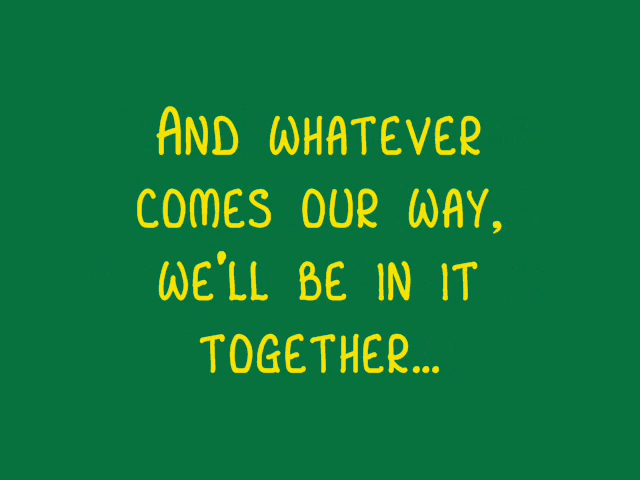 And whatever
comes our way,
we'll be in it
together...